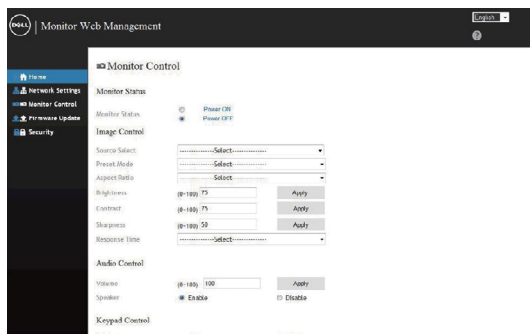 DELL | Monitor Web Management
English
?
Home
Network Settings
Monitor Control
Firmware Update
Security
Monitor Control
Monitor Status
Monitor Status
Power ON
Power OFF
Image Control
Source Select ---------------Select---------------
Preset Mode ---------------Select---------------
Aspect Ratio ---------------Select---------------
Brightness (0~100) 75 Apply
Contrast (0~100) 75 Apply
Sharpness (0~100) 50 Apply
Response Time ---------------Select---------------
Audio Control
Volume (0~100) 100 Apply
Speaker Enable Disable
Keypad Control